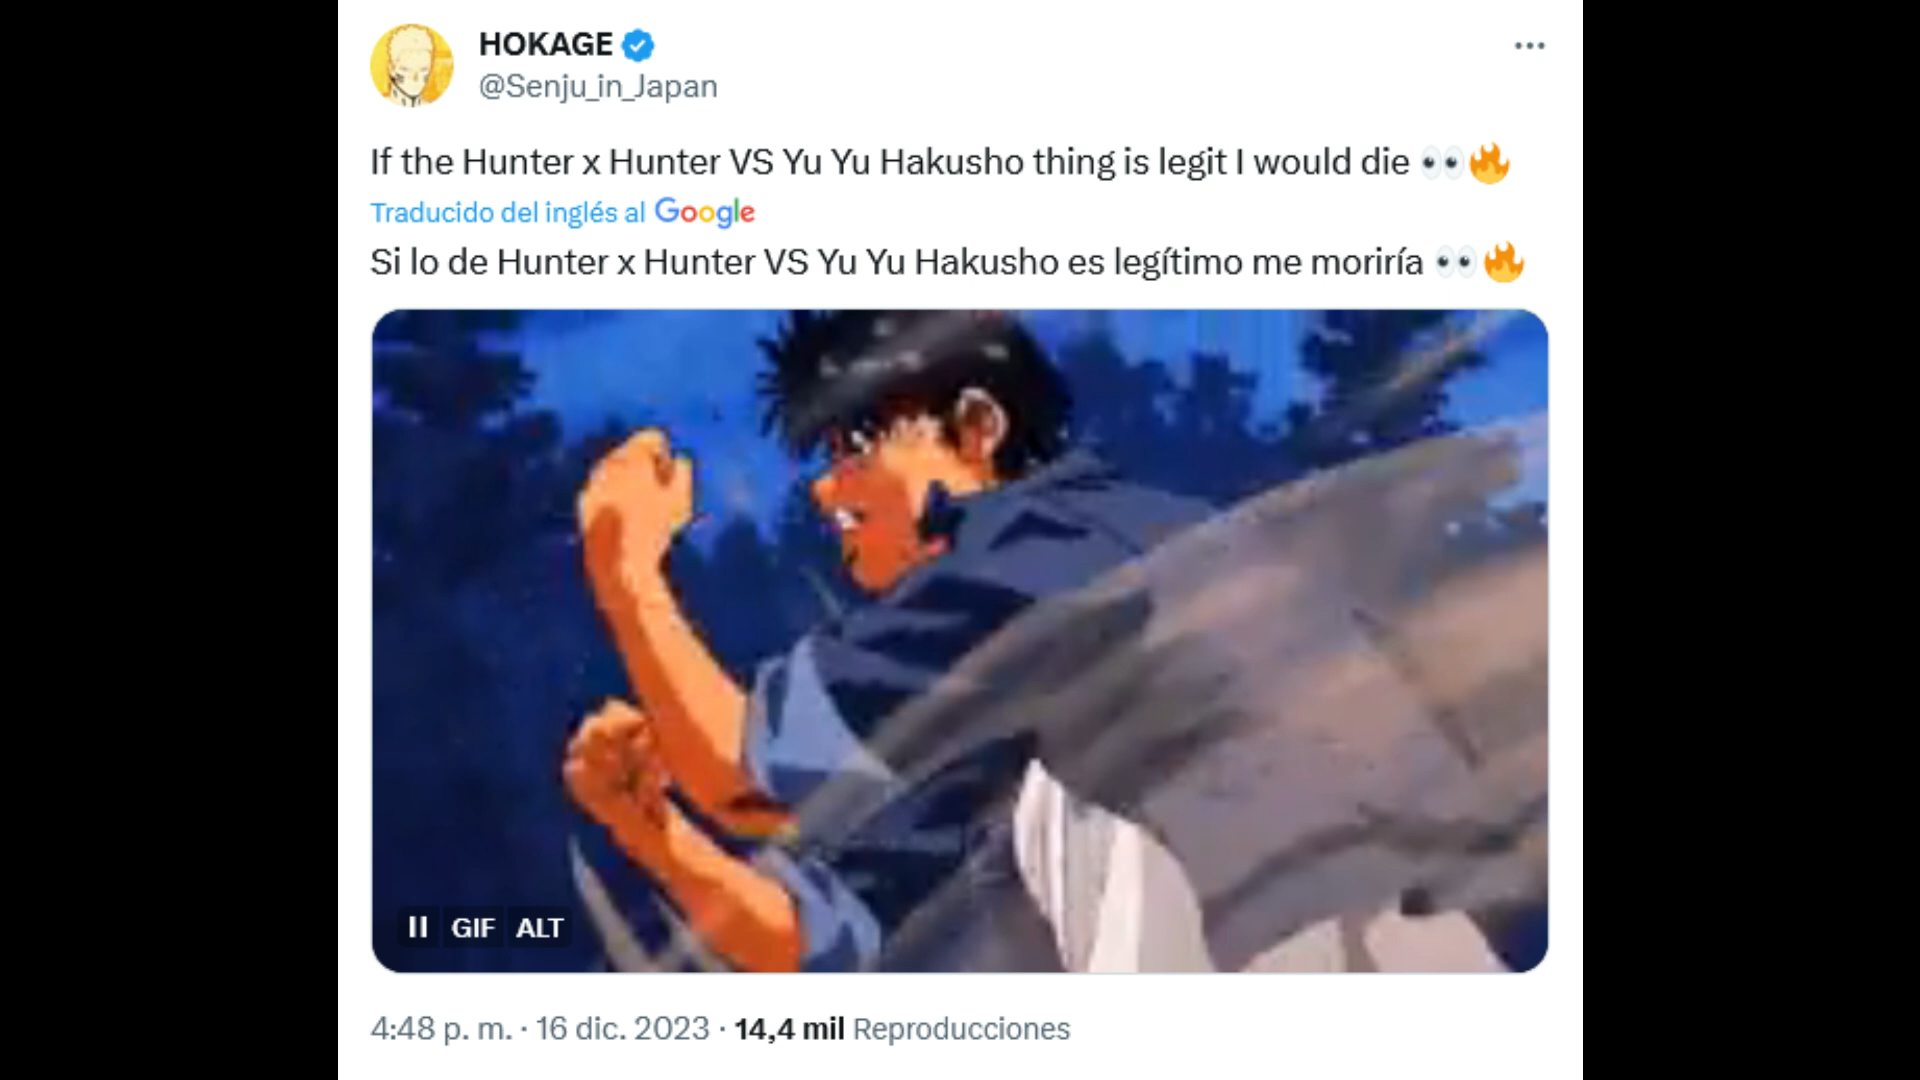 HOKAGE
@Senju_in_Japan
If the Hunter x Hunter VS Yu Yu Hakusho thing is legit I would die 👀🔥
Traducido del inglés al Google
Si lo de Hunter x Hunter VS Yu Yu Hakusho es legítimo me moriría 👀🔥
GIF ALT
4:48 p. m. · 16 dic. 2023 · 14,4 mil Reproducciones